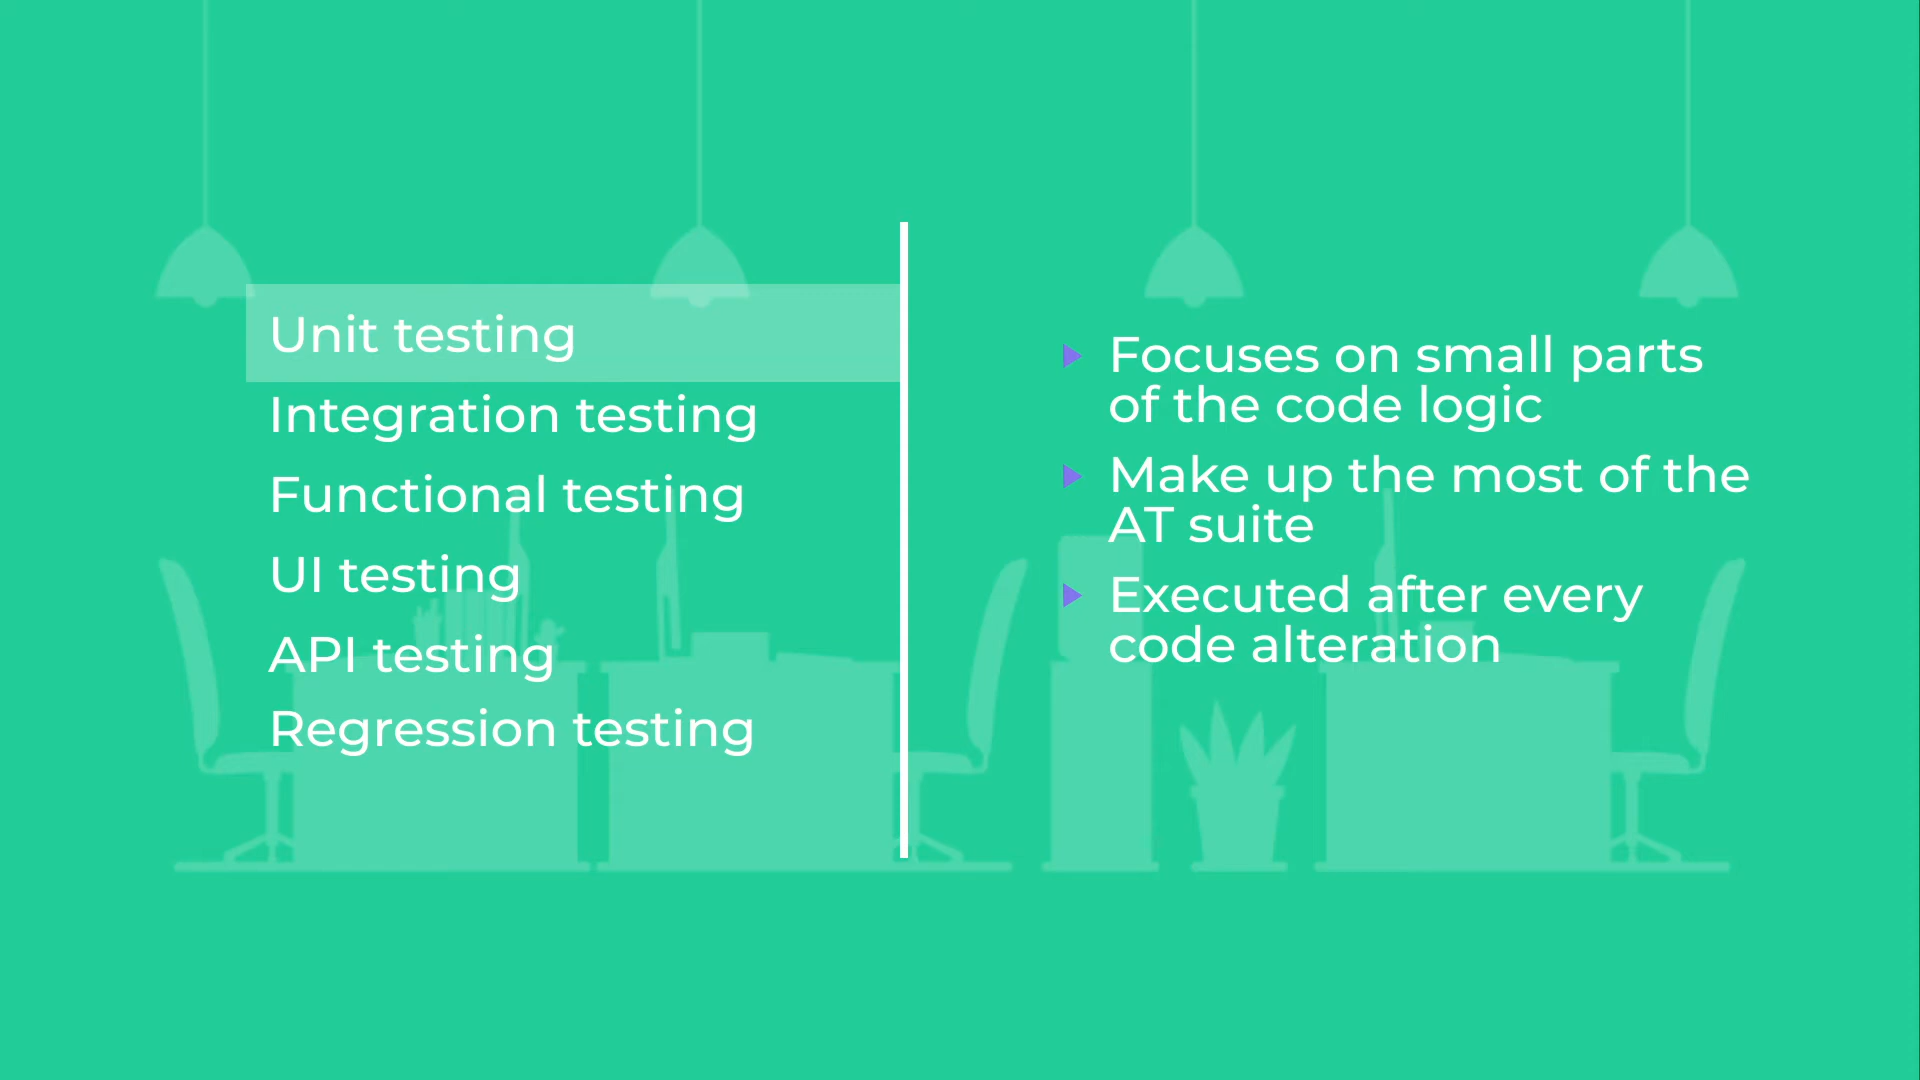 Unit testing
Integration testing
Functional testing
UI testing
API testing
Regression testing
Focuses on small parts
of the code logic
Make up the most of the
AT suite
Executed after every
code alteration